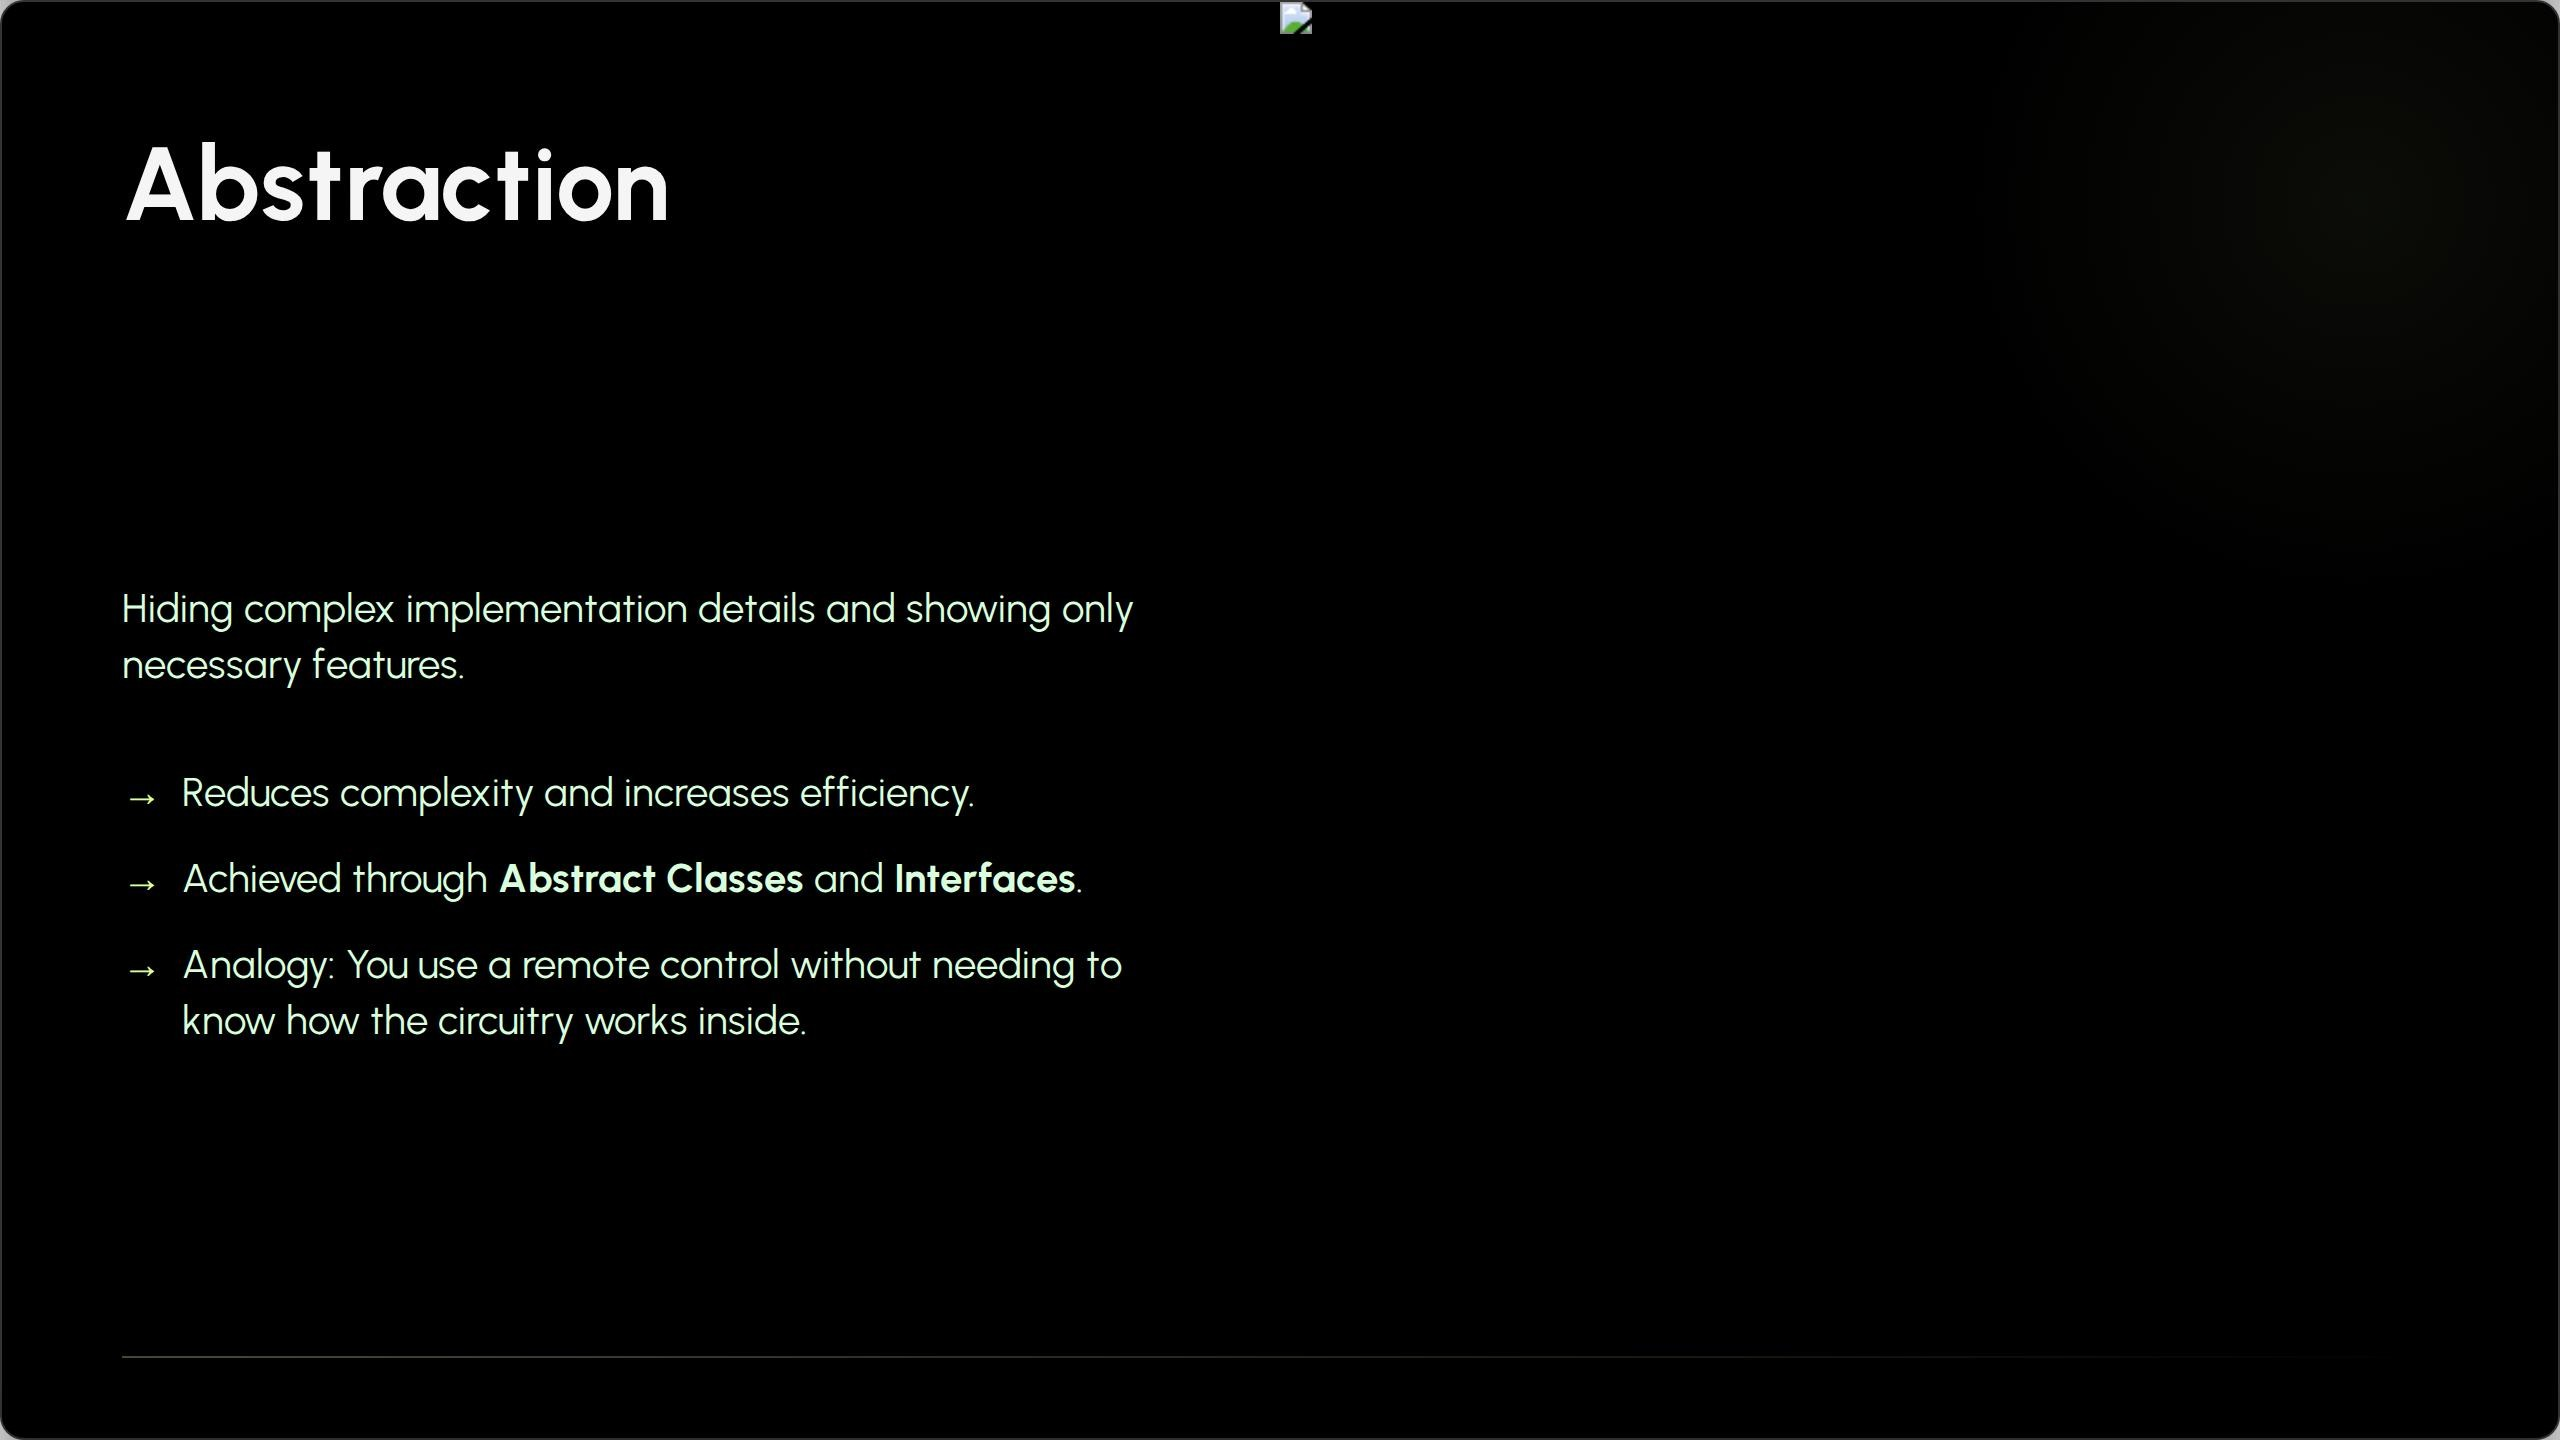 Abstraction
Hiding complex implementation details and showing only
necessary features.
→ Reduces complexity and increases efficiency.
→ Achieved through Abstract Classes and Interfaces.
→ Analogy: You use a remote control without needing to
know how the circuitry works inside.